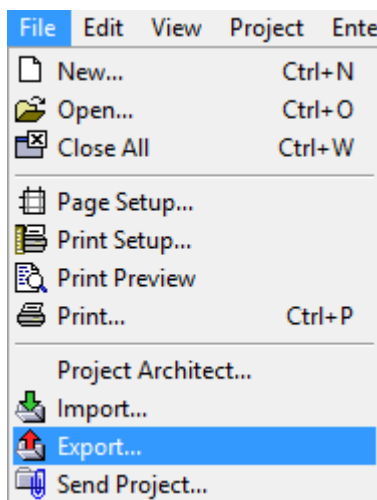 File Edit View Project Ente
New... Ctrl+N
Open... Ctrl+O
Close All Ctrl+W
Page Setup...
Print Setup...
Print Preview
Print... Ctrl+P
Project Architect...
Import...
Export...
Send Project...